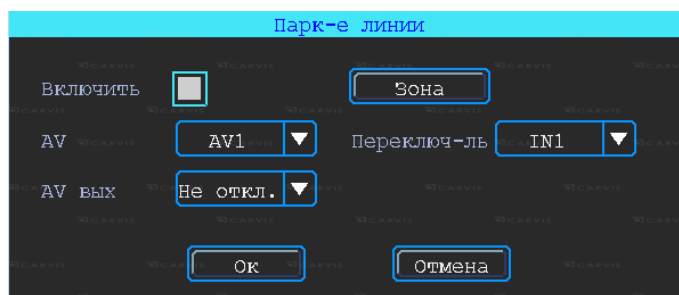 Парк-е линии
Включить Зона
AV AV1 Переключ-ль IN1
AV вых Не откл.
Ок Отмена